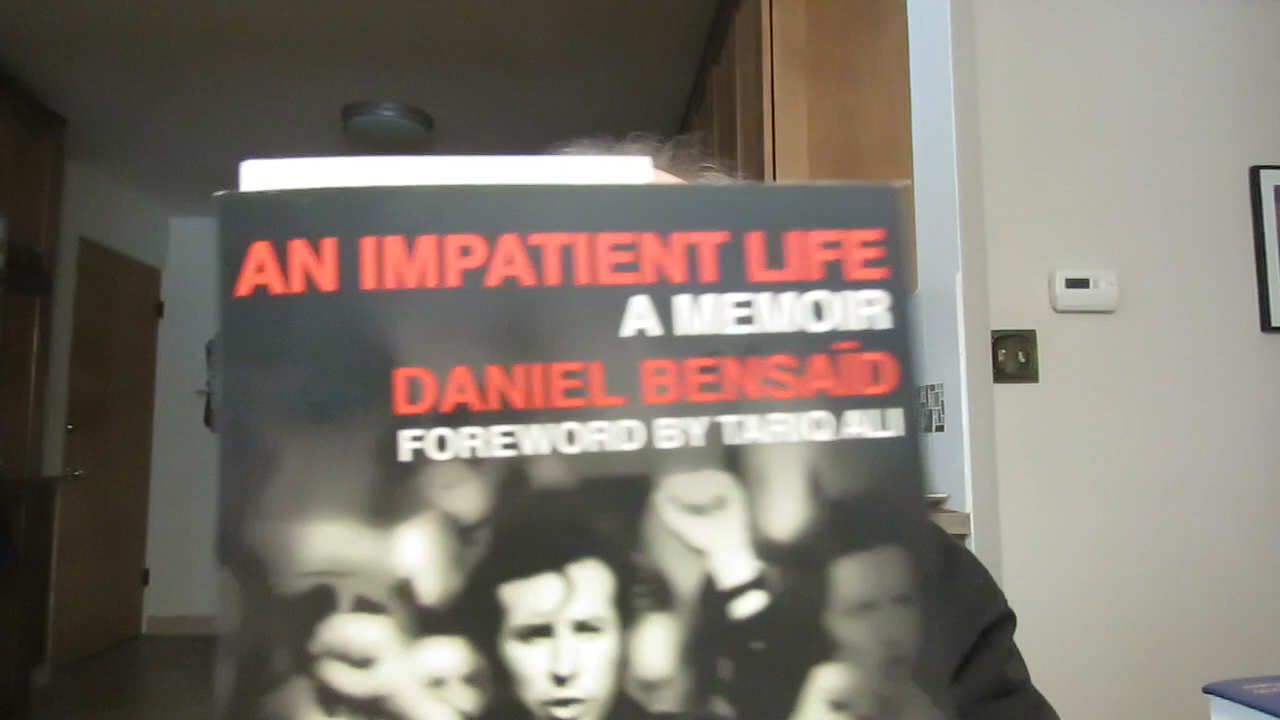 AN IMPATIENT LIFE
A MEMOIR
DANIEL BENSAÏD
FOREWORD BY TARIQ ALI